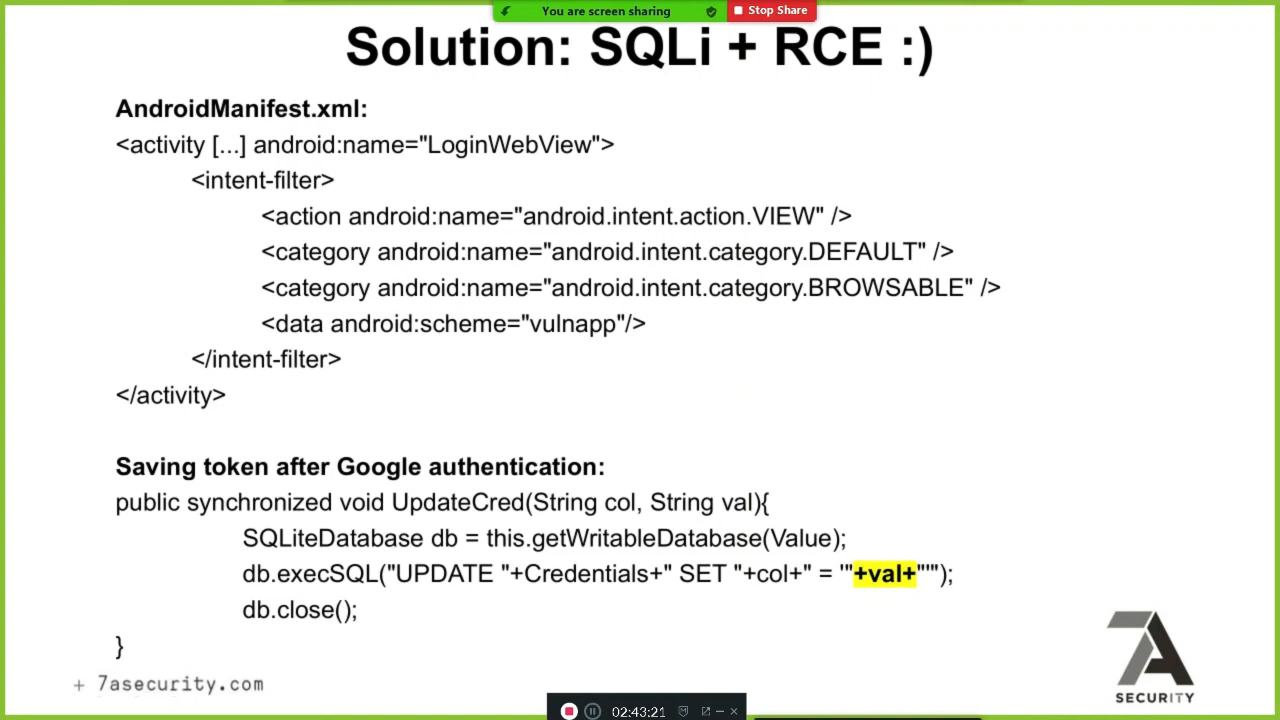 You are screen sharing
Stop Share
Solution: SQLi + RCE :)
AndroidManifest.xml:
<activity [...] android:name="LoginWebView">
<intent-filter>
<action android:name="android.intent.action.VIEW" />
<category android:name="android.intent.category.DEFAULT" />
<category android:name="android.intent.category.BROWSABLE" />
<data android:scheme="vulnapp"/>
</intent-filter>
</activity>
Saving token after Google authentication:
public synchronized void UpdateCred(String col, String val){
SQLiteDatabase db = this.getWritableDatabase(Value);
db.execSQL("UPDATE "+Credentials+" SET "+col+" = '"+val+"'");
db.close();
}
+ 7asecurity.com
7A
SECURITY
02:43:21